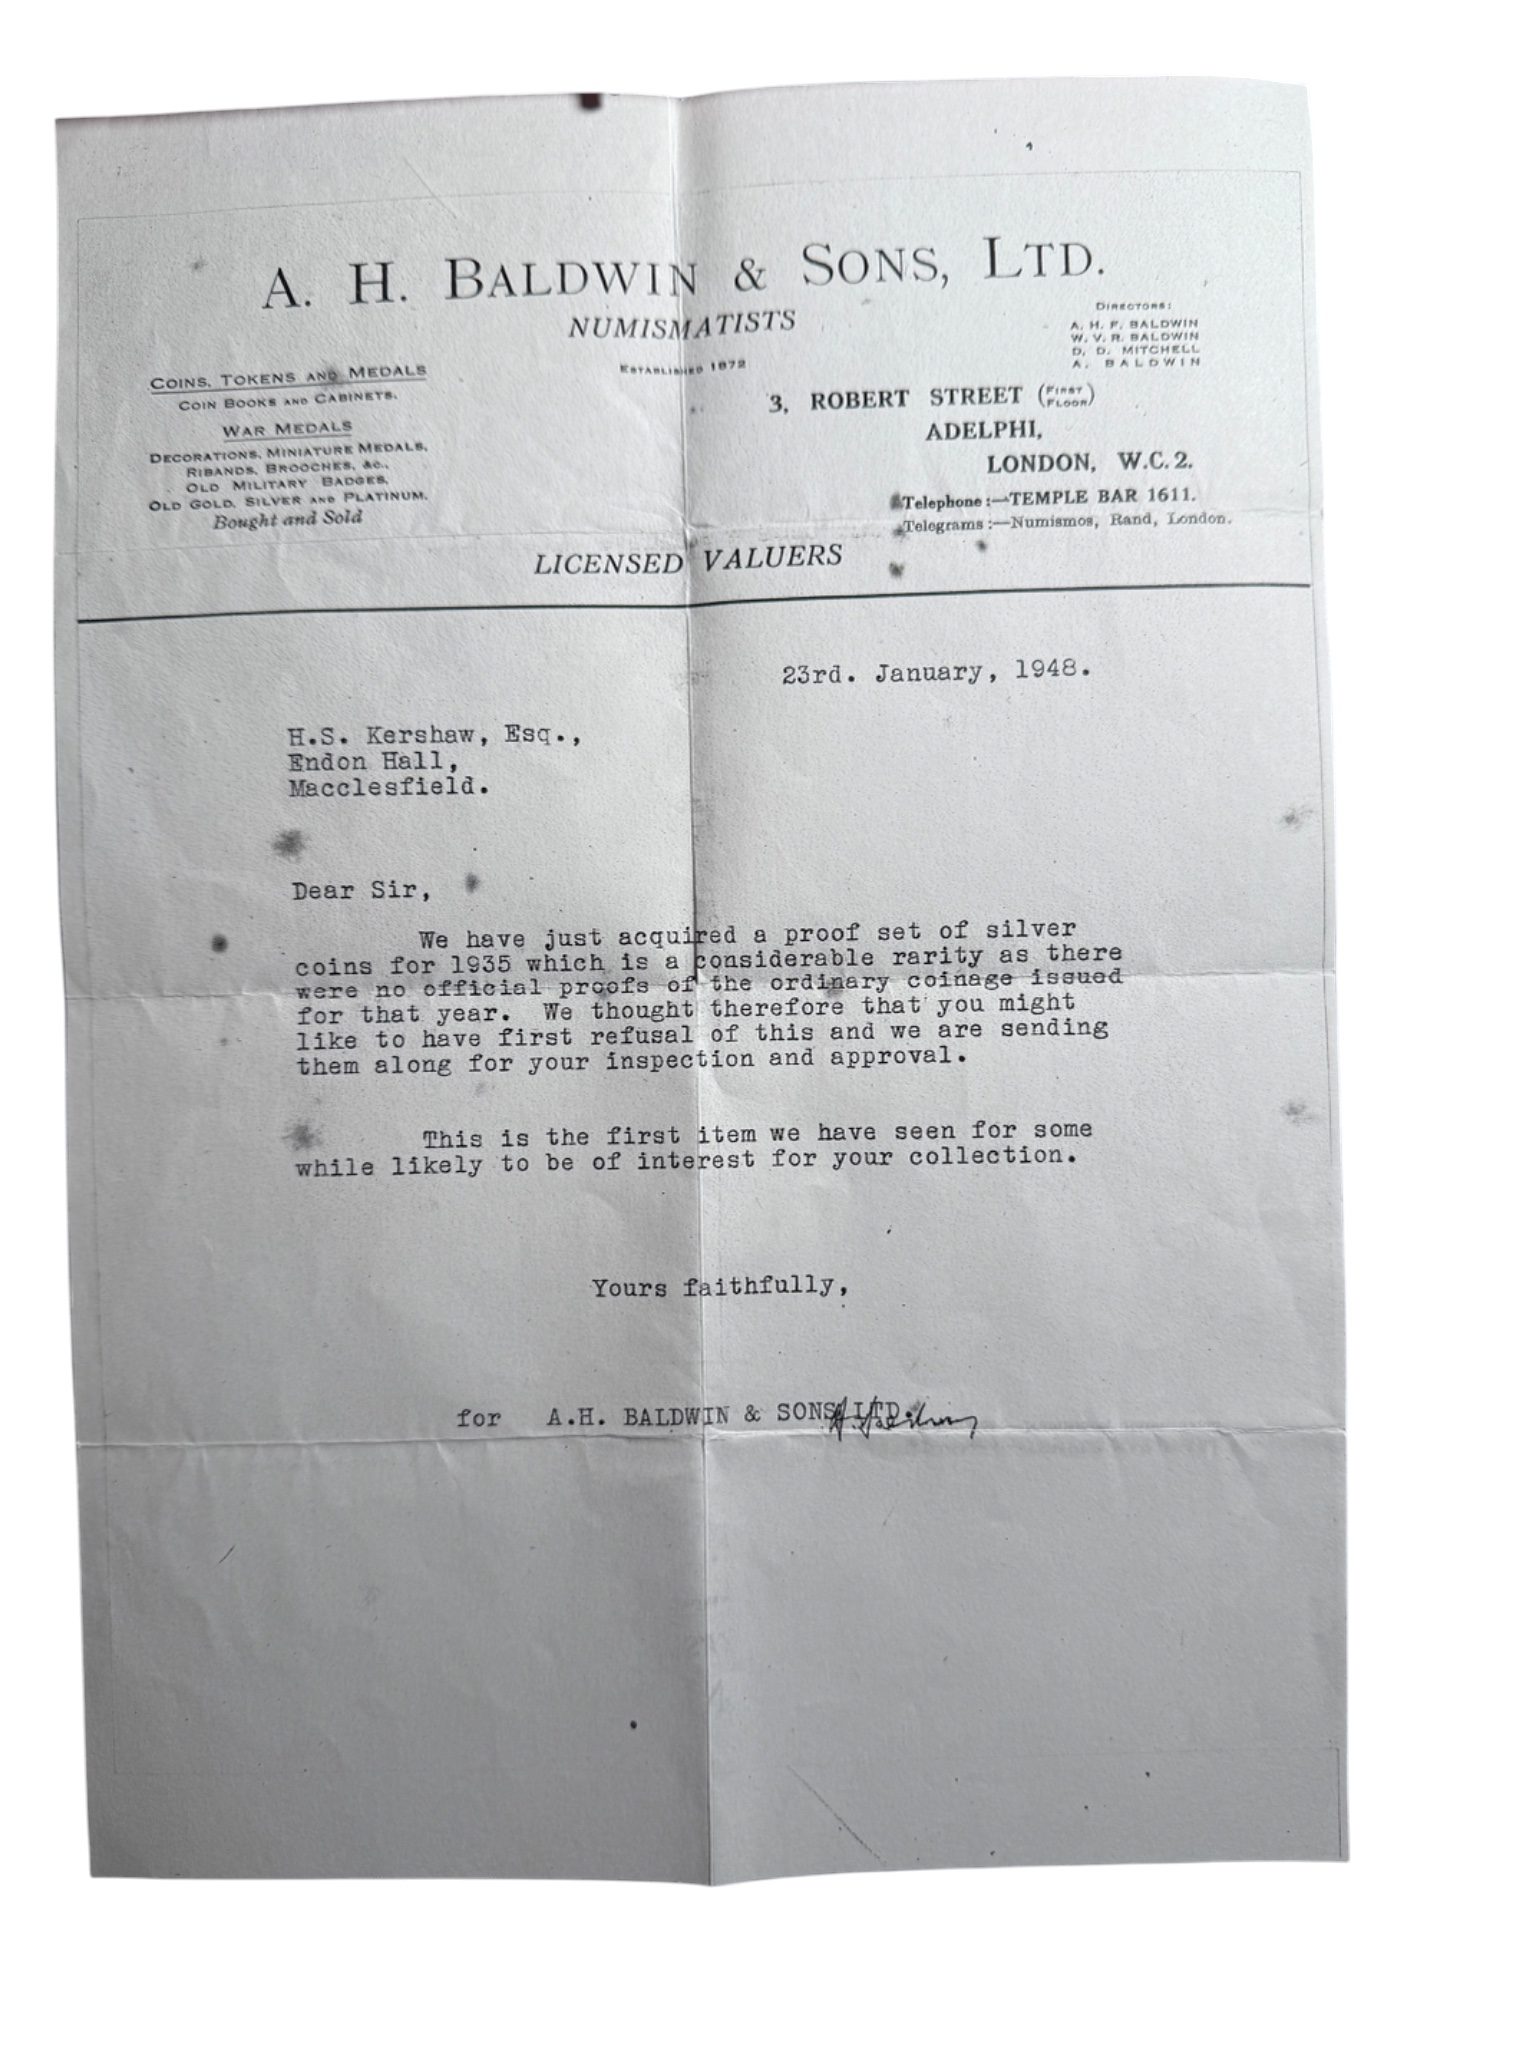 A. H. BALDWIN & SONS, LTD.
NUMISMATISTS
ESTABLISHED 1872
COINS, TOKENS AND MEDALS
COIN BOOKS AND CABINETS.
WAR MEDALS
DECORATIONS, MINIATURE MEDALS,
RIBANDS, BROOCHES, &C.,
OLD MILITARY BADGES,
OLD GOLD, SILVER AND PLATINUM.
Bought and Sold
DIRECTORS:
A. H. F. BALDWIN
W. V. R. BALDWIN
D. D. MITCHELL
A. BALDWIN
3, ROBERT STREET (FIRST FLOOR)
ADELPHI,
LONDON, W.C.2.
Telephone:—TEMPLE BAR 1611.
Telegrams:—Numismos, Rand, London.
LICENSED VALUERS
23rd. January, 1948.
H.S. Kershaw, Esq.,
Endon Hall,
Macclesfield.
Dear Sir,
We have just acquired a proof set of silver
coins for 1935 which is a considerable rarity as there
were no official proofs of the ordinary coinage issued
for that year. We thought therefore that you might
like to have first refusal of this and we are sending
them along for your inspection and approval.
This is the first item we have seen for some
while likely to be of interest for your collection.
Yours faithfully,
for A.H. BALDWIN & SONS LTD.